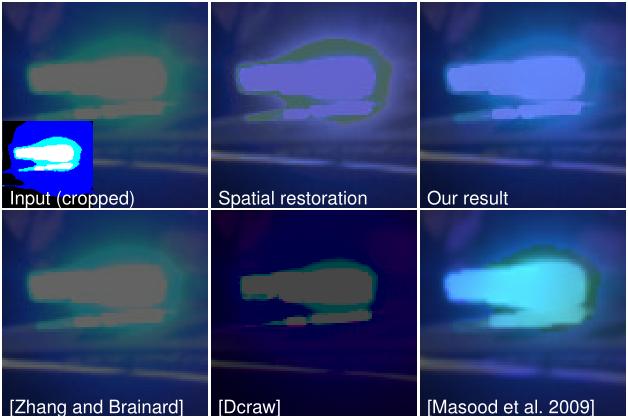 Input (cropped)
Spatial restoration
Our result
[Zhang and Brainard]
[Dcraw]
[Masood et al. 2009]